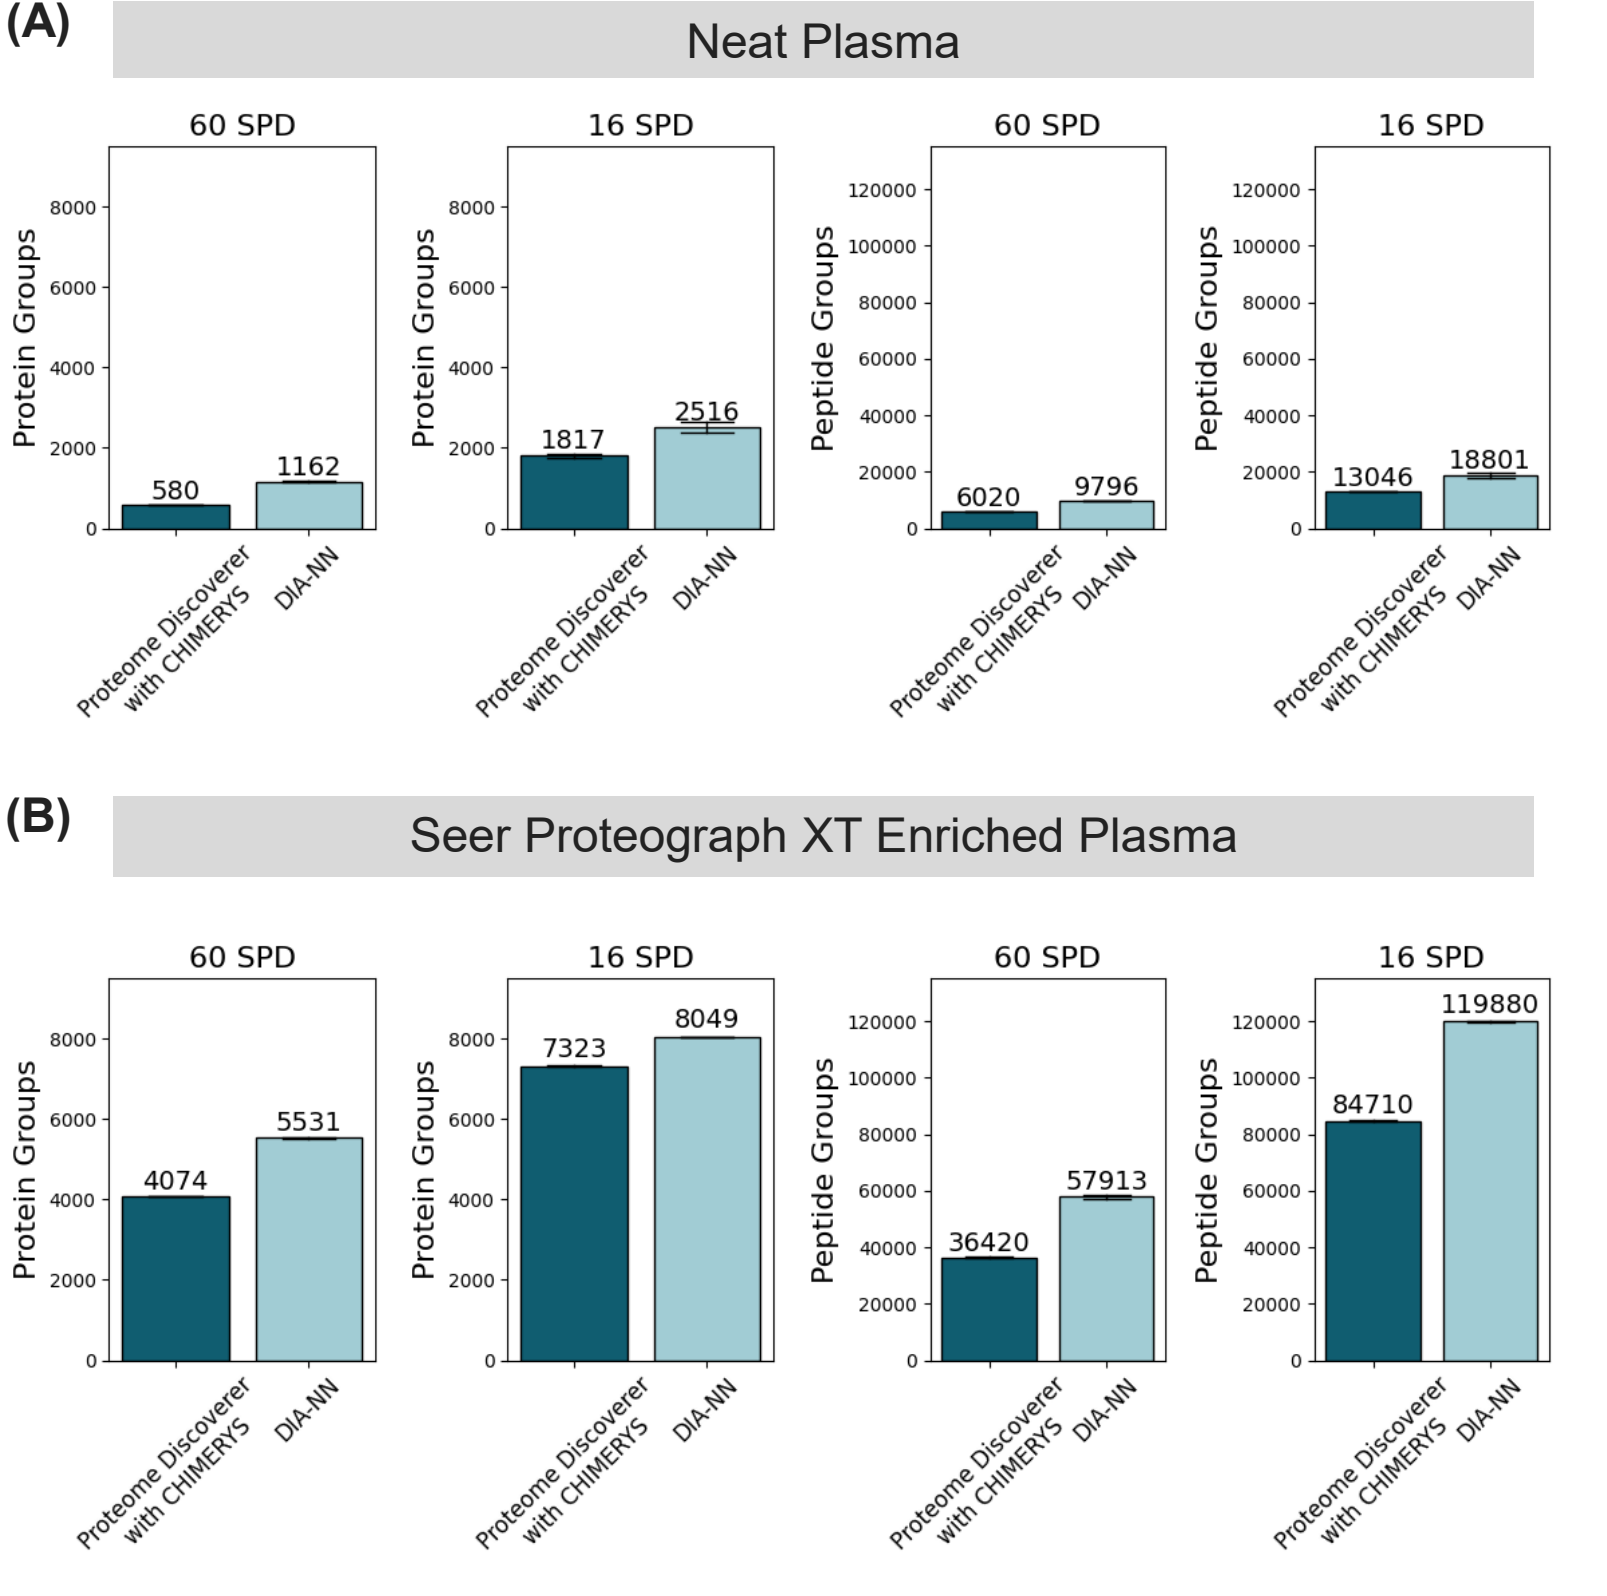 (A)
Neat Plasma
60 SPD
Protein Groups
8000
6000
4000
2000
0
580
1162
Proteome Discoverer
with CHIMERYS
DIA-NN
16 SPD
Protein Groups
8000
6000
4000
2000
0
1817
2516
Proteome Discoverer
with CHIMERYS
DIA-NN
60 SPD
Peptide Groups
120000
100000
80000
60000
40000
20000
0
6020
9796
Proteome Discoverer
with CHIMERYS
DIA-NN
16 SPD
Peptide Groups
120000
100000
80000
60000
40000
20000
0
13046
18801
Proteome Discoverer
with CHIMERYS
DIA-NN
(B)
Seer Proteograph XT Enriched Plasma
60 SPD
Protein Groups
8000
6000
4000
2000
0
4074
5531
Proteome Discoverer
with CHIMERYS
DIA-NN
16 SPD
Protein Groups
8000
6000
4000
2000
0
7323
8049
Proteome Discoverer
with CHIMERYS
DIA-NN
60 SPD
Peptide Groups
120000
100000
80000
60000
40000
20000
0
36420
57913
Proteome Discoverer
with CHIMERYS
DIA-NN
16 SPD
Peptide Groups
120000
100000
80000
60000
40000
20000
0
84710
119880
Proteome Discoverer
with CHIMERYS
DIA-NN